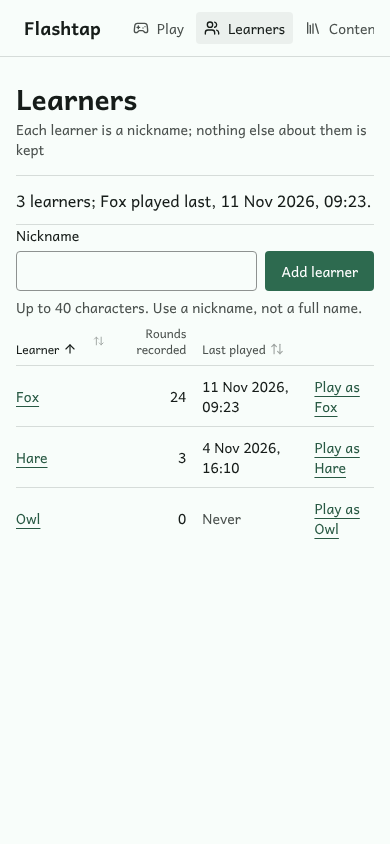 Flashtap Play Learners Conten
Learners
Each learner is a nickname; nothing else about them is
kept
3 learners; Fox played last, 11 Nov 2026, 09:23.
Nickname
Add learner
Up to 40 characters. Use a nickname, not a full name.
Learner Rounds recorded Last played
Fox 24 11 Nov 2026, 09:23 Play as Fox
Hare 3 4 Nov 2026, 16:10 Play as Hare
Owl 0 Never Play as Owl